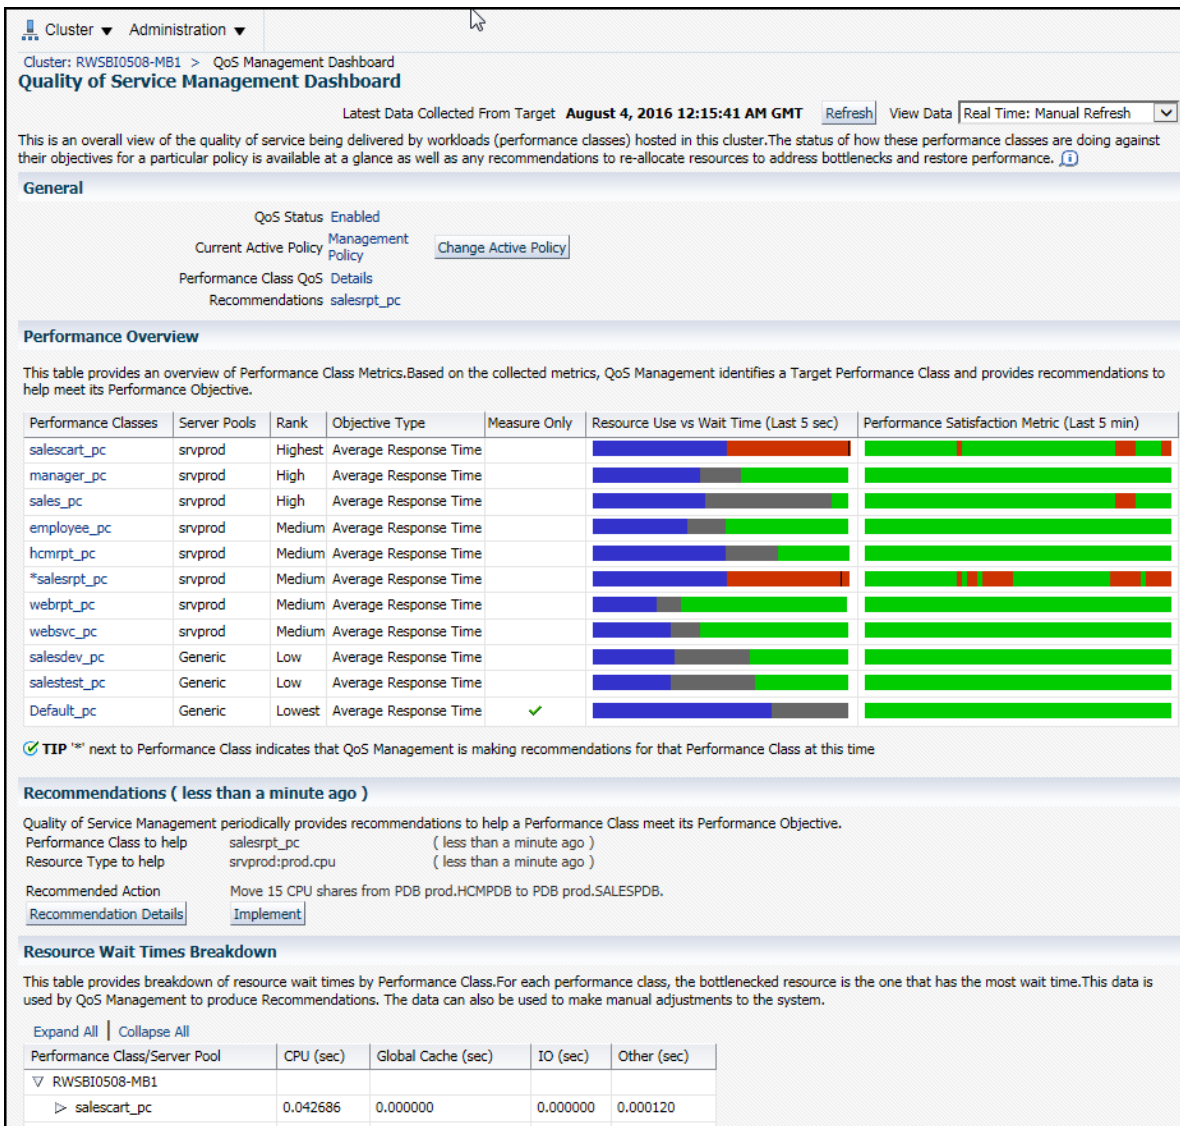 Cluster ▼ Administration ▼
Cluster: RWSBI0508-MB1 > QoS Management Dashboard
Quality of Service Management Dashboard
Latest Data Collected From Target August 4, 2016 12:15:41 AM GMT Refresh View Data Real Time: Manual Refresh
This is an overall view of the quality of service being delivered by workloads (performance classes) hosted in this cluster.The status of how these performance classes are doing against
their objectives for a particular policy is available at a glance as well as any recommendations to re-allocate resources to address bottlenecks and restore performance.
General
QoS Status Enabled
Current Active Policy Management Policy Change Active Policy
Performance Class QoS Details
Recommendations salesrpt_pc
Performance Overview
This table provides an overview of Performance Class Metrics.Based on the collected metrics, QoS Management identifies a Target Performance Class and provides recommendations to
help meet its Performance Objective.
Performance Classes Server Pools Rank Objective Type Measure Only Resource Use vs Wait Time (Last 5 sec) Performance Satisfaction Metric (Last 5 min)
salescart_pc srvprod Highest Average Response Time
manager_pc srvprod High Average Response Time
sales_pc srvprod High Average Response Time
employee_pc srvprod Medium Average Response Time
hcmrpt_pc srvprod Medium Average Response Time
*salesrpt_pc srvprod Medium Average Response Time
webrpt_pc srvprod Medium Average Response Time
websvc_pc srvprod Medium Average Response Time
salesdev_pc Generic Low Average Response Time
salestest_pc Generic Low Average Response Time
Default_pc Generic Lowest Average Response Time ✔
TIP '*' next to Performance Class indicates that QoS Management is making recommendations for that Performance Class at this time
Recommendations ( less than a minute ago )
Quality of Service Management periodically provides recommendations to help a Performance Class meet its Performance Objective.
Performance Class to help salesrpt_pc ( less than a minute ago )
Resource Type to help srvprod:prod.cpu ( less than a minute ago )
Recommended Action Move 15 CPU shares from PDB prod.HCMPDB to PDB prod.SALESPDB.
Recommendation Details Implement
Resource Wait Times Breakdown
This table provides breakdown of resource wait times by Performance Class.For each performance class, the bottlenecked resource is the one that has the most wait time.This data is
used by QoS Management to produce Recommendations. The data can also be used to make manual adjustments to the system.
Expand All | Collapse All
Performance Class/Server Pool CPU (sec) Global Cache (sec) IO (sec) Other (sec)
▽ RWSBI0508-MB1
▷ salescart_pc 0.042686 0.000000 0.000000 0.000120